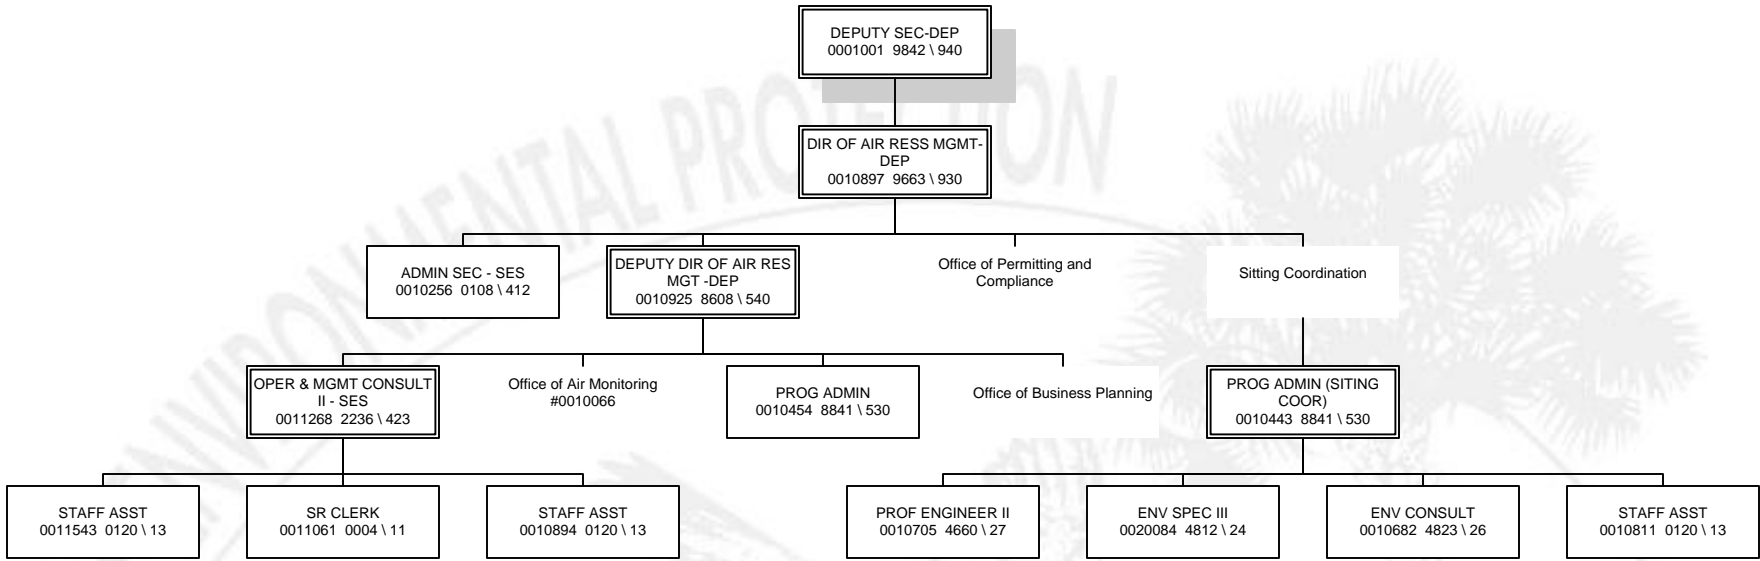 ENVIRONMENTAL PROTECTION
DEPUTY SEC-DEP
0001001 9842 \ 940
DIR OF AIR RESS MGMT-
DEP
0010897 9663 \ 930
ADMIN SEC - SES
0010256 0108 \ 412
DEPUTY DIR OF AIR RES
MGT -DEP
0010925 8608 \ 540
Office of Permitting and
Compliance
Sitting Coordination
OPER & MGMT CONSULT
II - SES
0011268 2236 \ 423
Office of Air Monitoring
#0010066
PROG ADMIN
0010454 8841 \ 530
Office of Business Planning
PROG ADMIN (SITING
COOR)
0010443 8841 \ 530
STAFF ASST
0011543 0120 \ 13
SR CLERK
0011061 0004 \ 11
STAFF ASST
0010894 0120 \ 13
PROF ENGINEER II
0010705 4660 \ 27
ENV SPEC III
0020084 4812 \ 24
ENV CONSULT
0010682 4823 \ 26
STAFF ASST
0010811 0120 \ 13